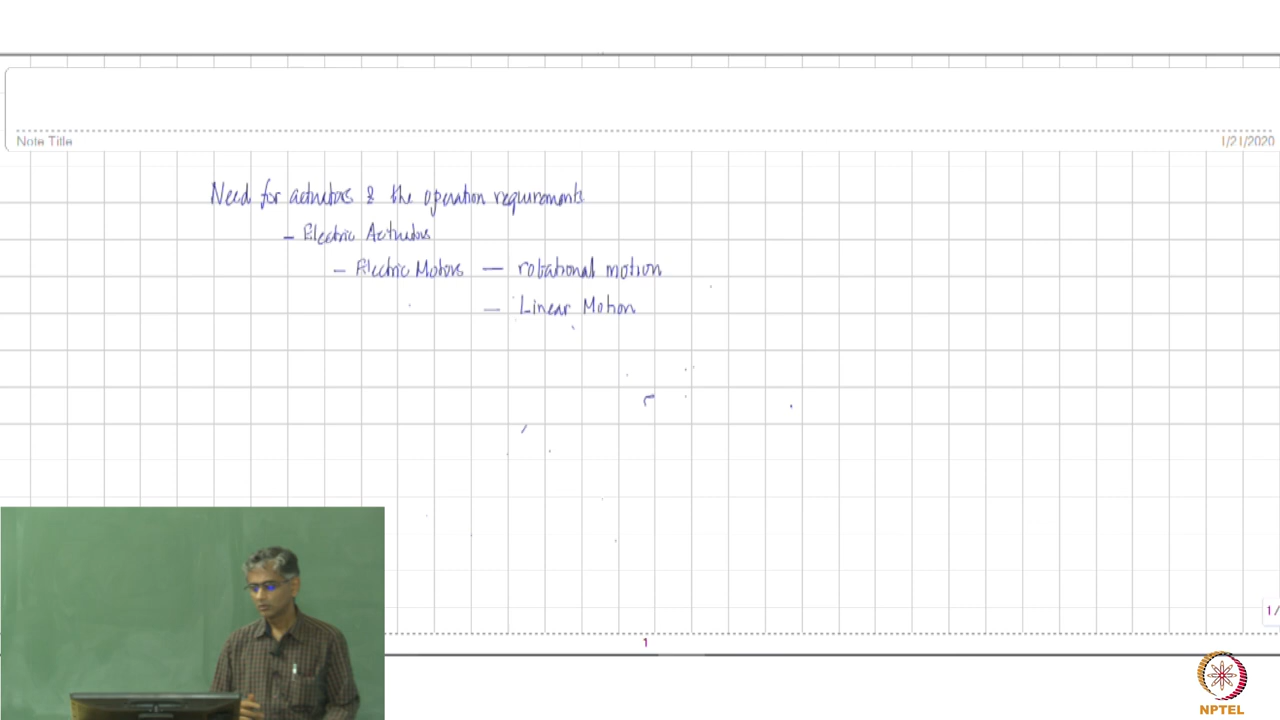 Note Title
1/21/2020
Need for actuators & the operation requirements
- Electric Actuators
- Electric Motors — rotational motion
— Linear Motion
1/
1
NPTEL